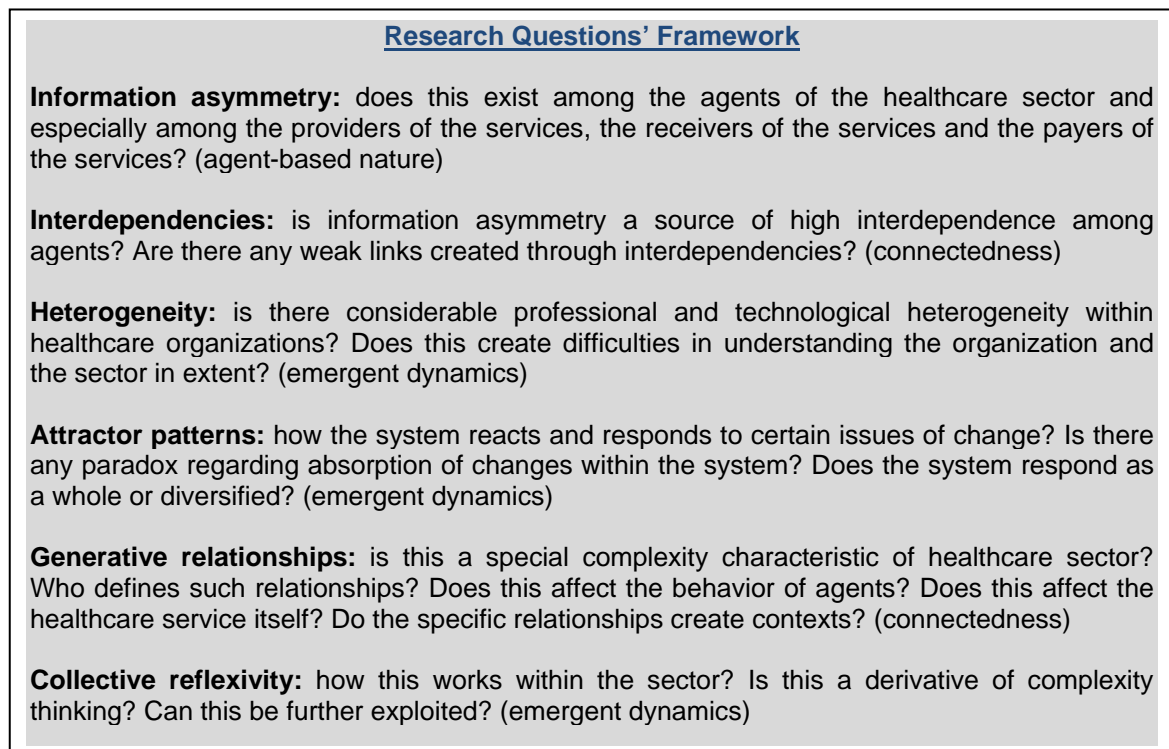 Research Questions’ Framework
Information asymmetry: does this exist among the agents of the healthcare sector and
especially among the providers of the services, the receivers of the services and the payers of
the services? (agent-based nature)
Interdependencies: is information asymmetry a source of high interdependence among
agents? Are there any weak links created through interdependencies? (connectedness)
Heterogeneity: is there considerable professional and technological heterogeneity within
healthcare organizations? Does this create difficulties in understanding the organization and
the sector in extent? (emergent dynamics)
Attractor patterns: how the system reacts and responds to certain issues of change? Is there
any paradox regarding absorption of changes within the system? Does the system respond as
a whole or diversified? (emergent dynamics)
Generative relationships: is this a special complexity characteristic of healthcare sector?
Who defines such relationships? Does this affect the behavior of agents? Does this affect the
healthcare service itself? Do the specific relationships create contexts? (connectedness)
Collective reflexivity: how this works within the sector? Is this a derivative of complexity
thinking? Can this be further exploited? (emergent dynamics)